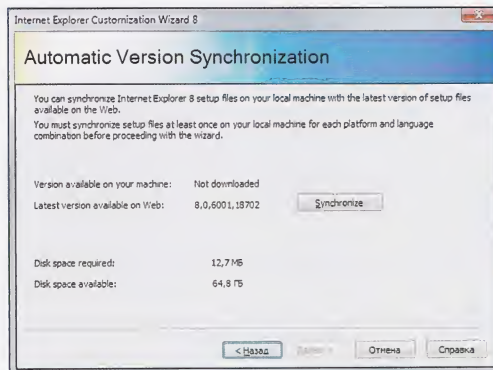 Internet Explorer Customization Wizard 8
Automatic Version Synchronization
You can synchronize Internet Explorer 8 setup files on your local machine with the latest version of setup files
available on the Web.
You must synchronize setup files at least once on your local machine for each platform and language
combination before proceeding with the wizard.
Version available on your machine: Not downloaded
Latest version available on Web: 8,0,6001,18702 Synchronize
Disk space required: 12,7 МБ
Disk space available: 64,8 ГБ
< Назад Отмена Справка